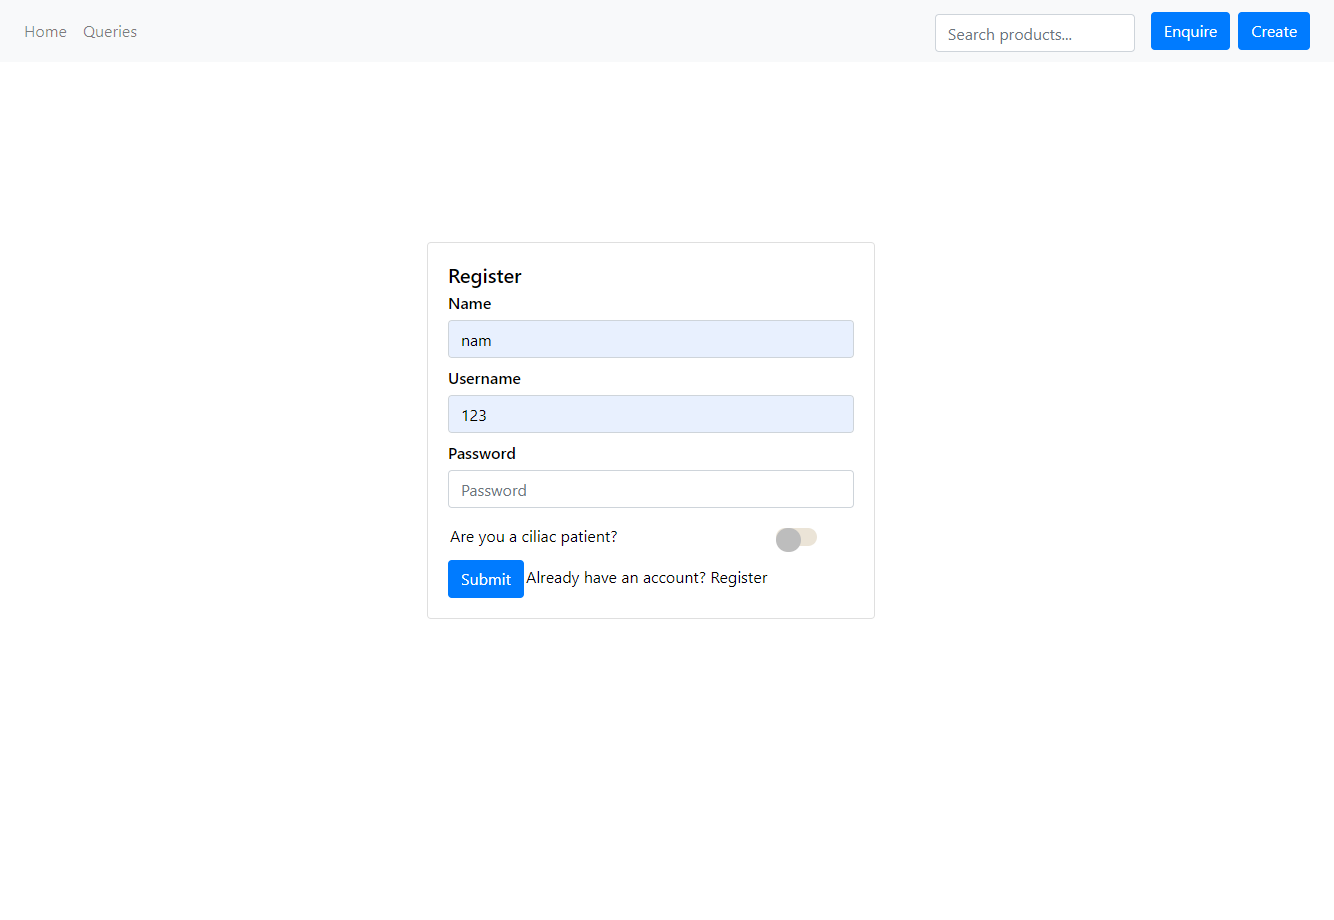 Home Queries Search products... Enquire Create
Register
Name
nam
Username
123
Password
Password
Are you a ciliac patient?
Submit Already have an account? Register